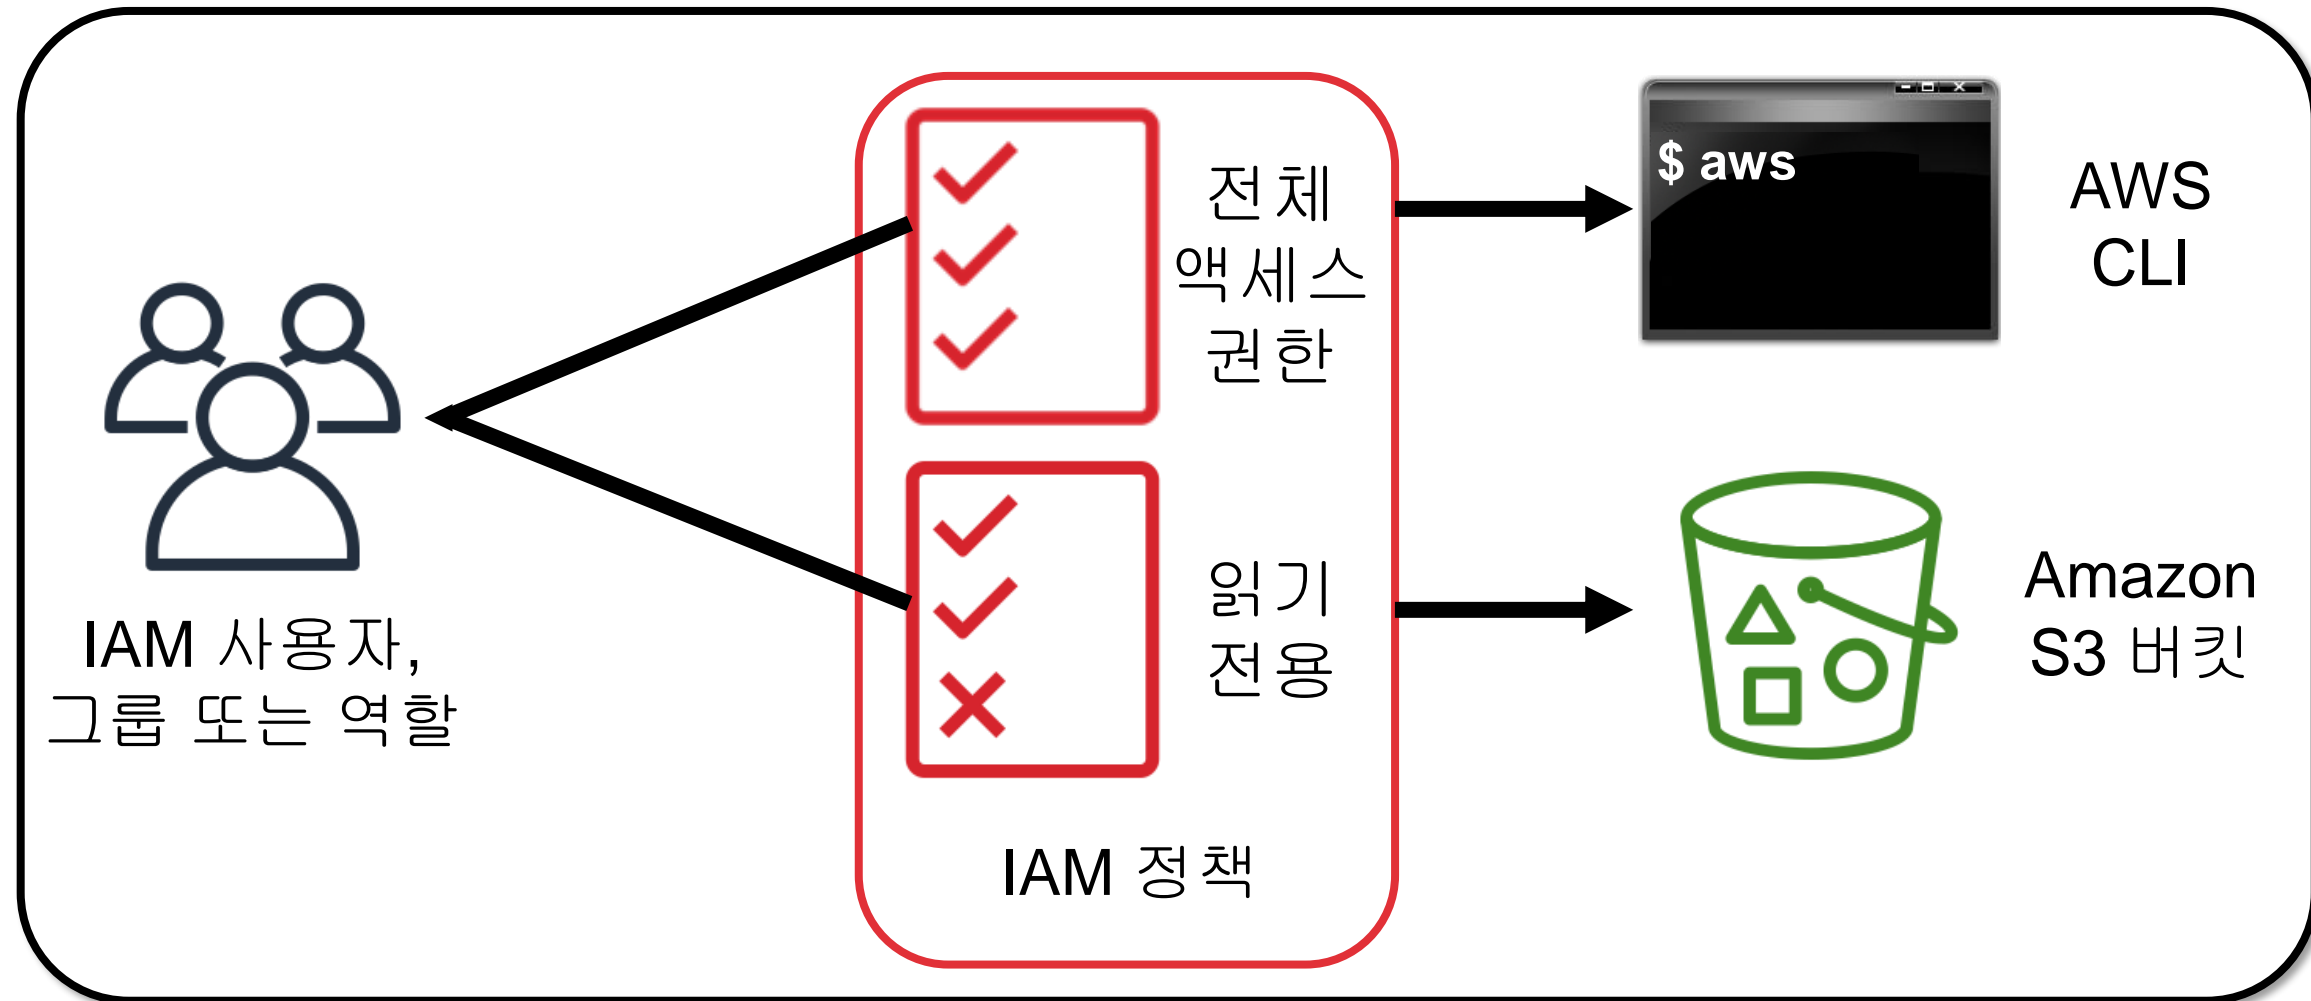 IAM 사용자,
그룹 또는 역할
전체
액세스
권한
읽기
전용
IAM 정책
$ aws
AWS
CLI
Amazon
S3 버킷